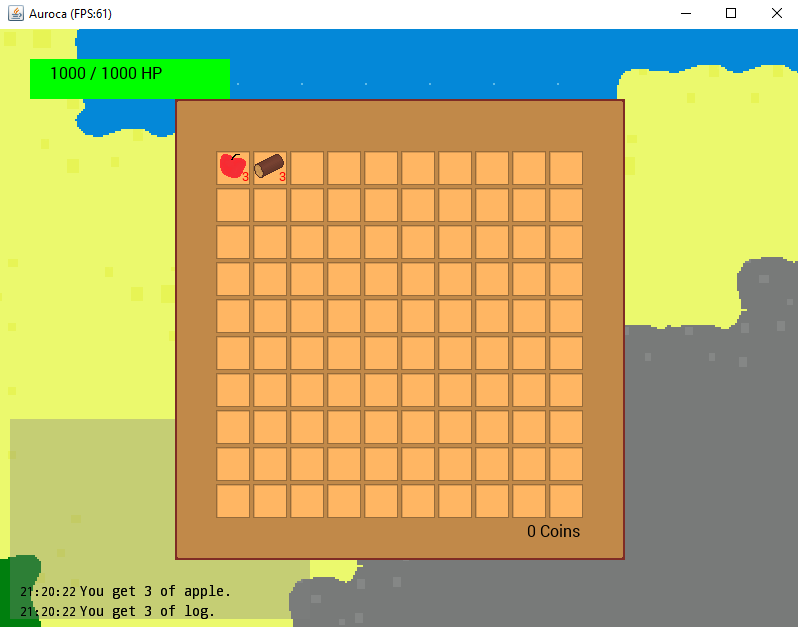 Auroca (FPS:61)
1000 / 1000 HP
3 3
0 Coins
21:20:22 You get 3 of apple.
21:20:22 You get 3 of log.